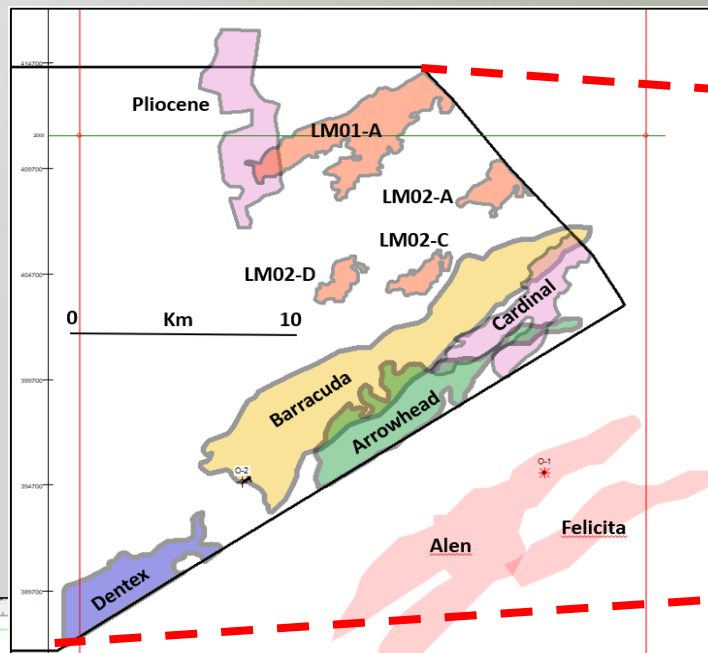 414700
Pliocene
LM01-A
2000
409700
LM02-A
LM02-C
LM02-D
404700
Cardinal
0 Km 10
399700
Barracuda
Arrowhead
O-2
394700
O-1
Felicita
Alen
Dentex
389700